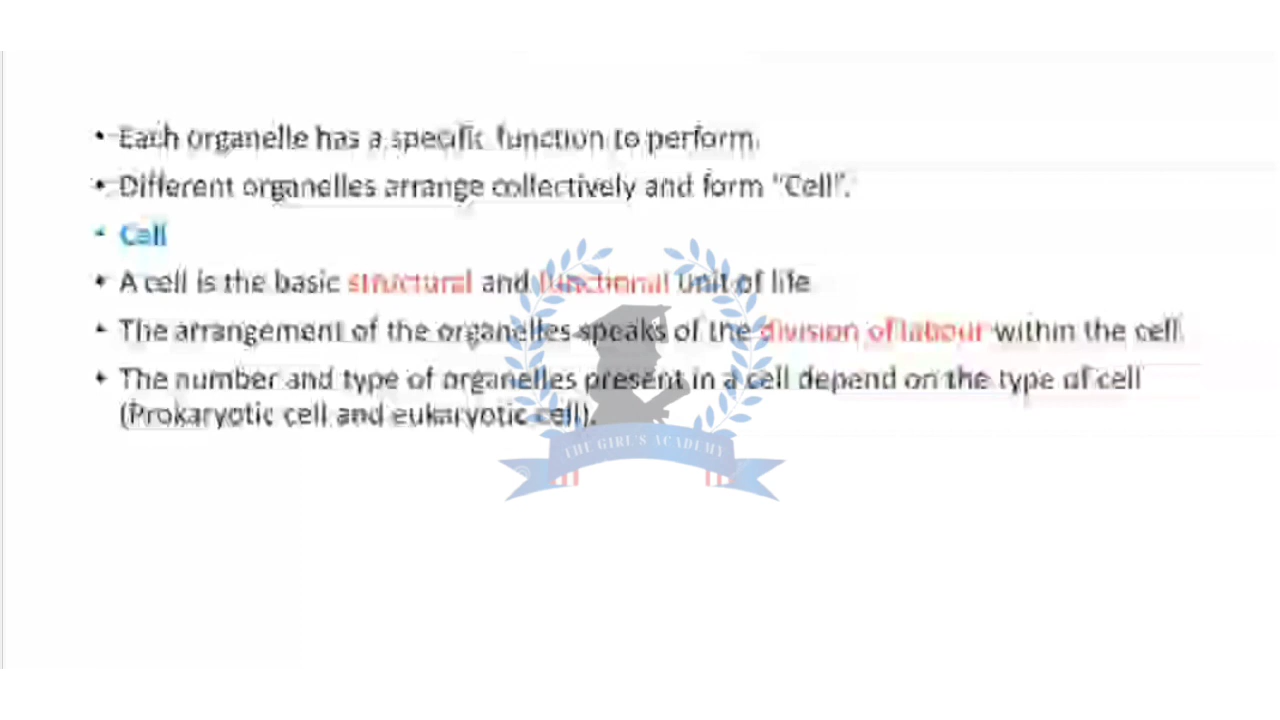 • Each organelle has a specific function to perform.
• Different organelles arrange collectively and form "Cell".
• Cell
• A cell is the basic structural and functional unit of life
• The arrangement of the organelles speaks of the division of labour within the cell.
• The number and type of organelles present in a cell depend on the type of cell
(Prokaryotic cell and eukaryotic cell).
THE GIRL'S ACADEMY